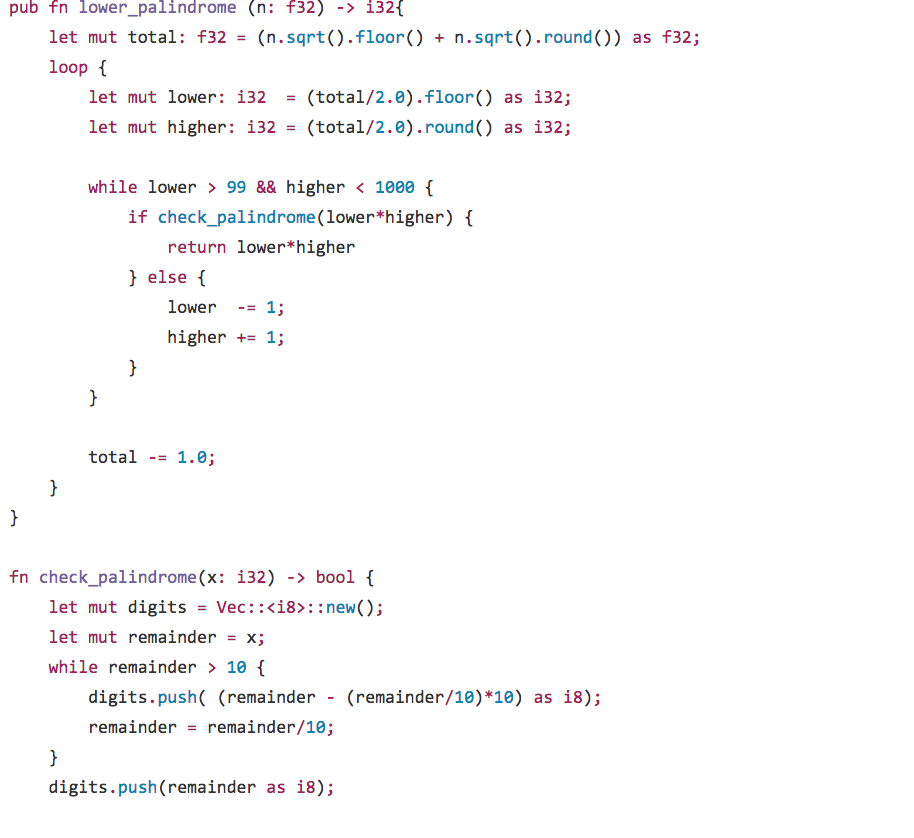 pub fn lower_palindrome (n: f32) -> i32{
    let mut total: f32 = (n.sqrt().floor() + n.sqrt().round()) as f32;
    loop {
        let mut lower: i32  = (total/2.0).floor() as i32;
        let mut higher: i32 = (total/2.0).round() as i32;

        while lower > 99 && higher < 1000 {
            if check_palindrome(lower*higher) {
                return lower*higher
            } else {
                lower  -= 1;
                higher += 1;
            }
        }

        total -= 1.0;
    }
}

fn check_palindrome(x: i32) -> bool {
    let mut digits = Vec::<i8>::new();
    let mut remainder = x;
    while remainder > 10 {
        digits.push( (remainder - (remainder/10)*10) as i8);
        remainder = remainder/10;
    }
    digits.push(remainder as i8);